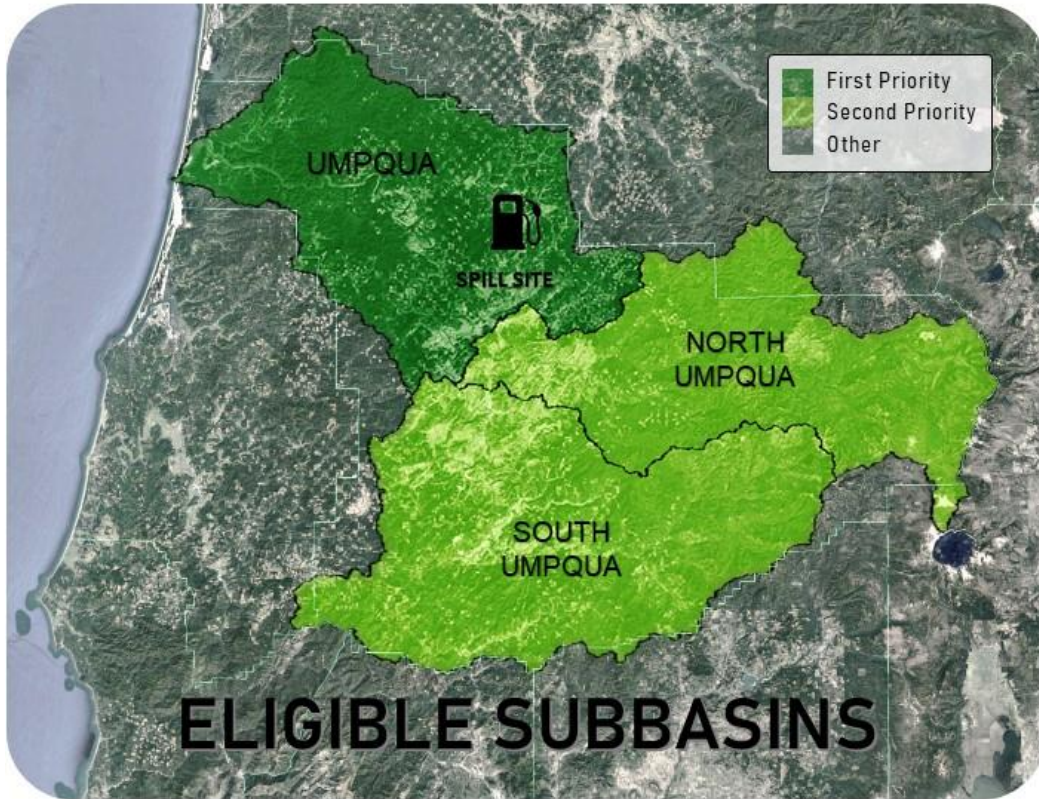 First Priority
Second Priority
Other
UMPQUA
SPILL SITE
NORTH
UMPQUA
SOUTH
UMPQUA
ELIGIBLE SUBBASINS